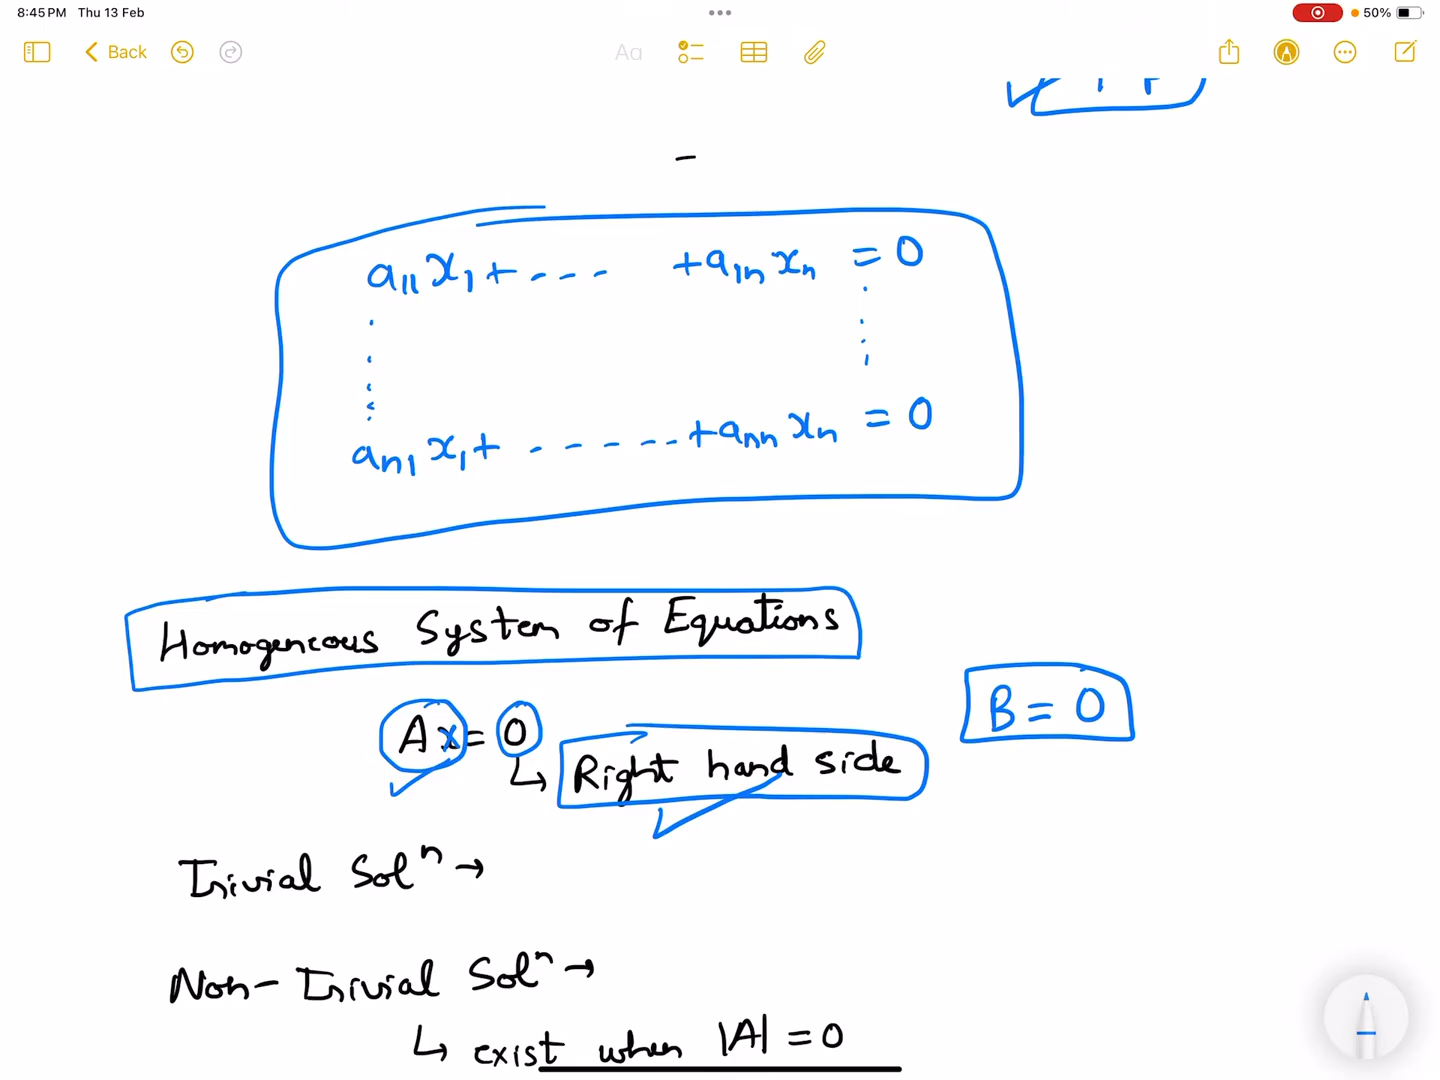 8:45 PM Thu 13 Feb
50%
Back
Aa
a₁₁x₁ + - - - + a₁ₙxₙ = 0
aₙ₁x₁ + - - - - - - + aₙₙxₙ = 0
Homogeneous System of Equations
Ax = 0
B = 0
↳ Right hand side
Trivial Solⁿ →
Non-Trivial Solⁿ →
↳ exist when |A| = 0